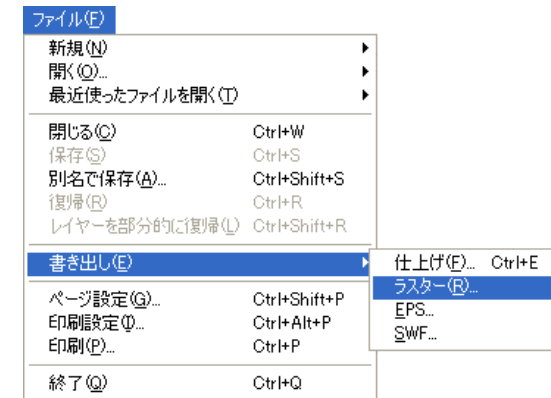 ファイル(F)
新規(N)
開く(O)...
最近使ったファイルを開く(T)
閉じる(C) Ctrl+W
保存(S) Ctrl+S
別名で保存(A)... Ctrl+Shift+S
復帰(R) Ctrl+R
レイヤーを部分的に復帰(L) Ctrl+Shift+R
書き出し(E)
仕上げ(F)... Ctrl+E
ラスター(R)...
EPS...
SWF...
ページ設定(G)... Ctrl+Shift+P
印刷設定(I)... Ctrl+Alt+P
印刷(P)... Ctrl+P
終了(Q) Ctrl+Q